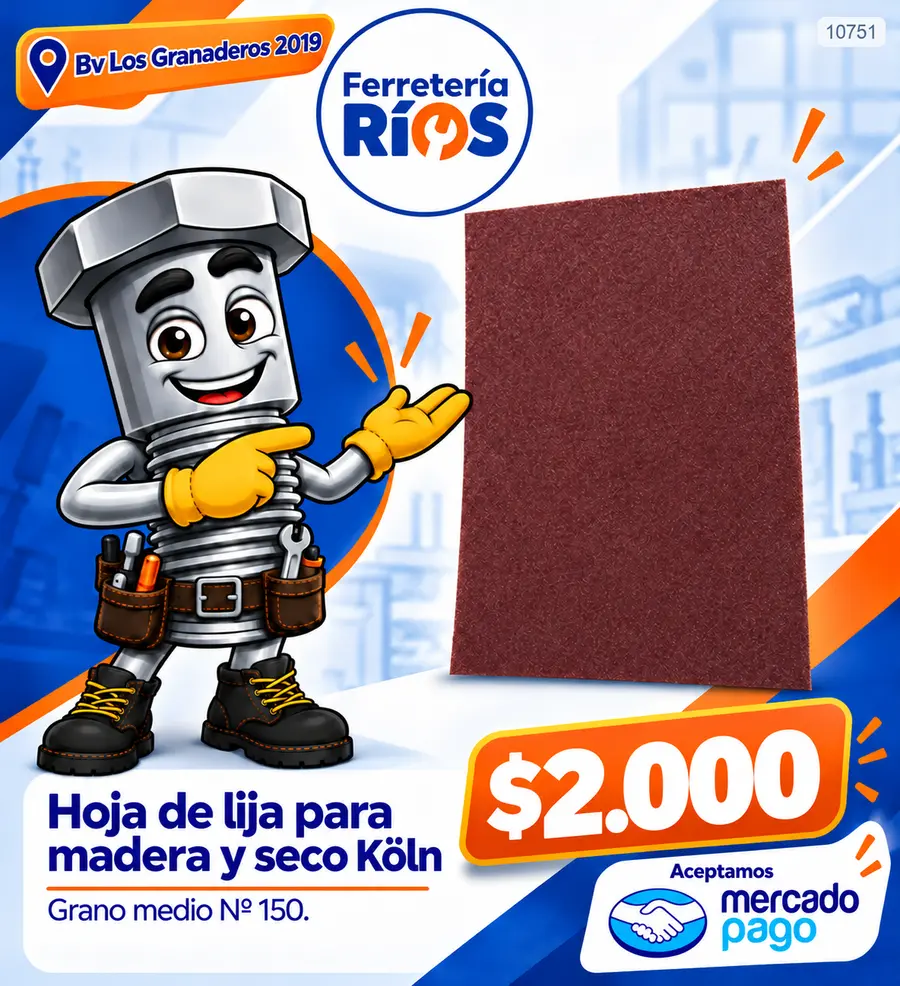 Bv Los Granaderos 2019
Ferretería
RÍOS
10751
$2.000
Hoja de lija para
madera y seco Köln
Grano medio Nº 150.
Aceptamos
mercado
pago